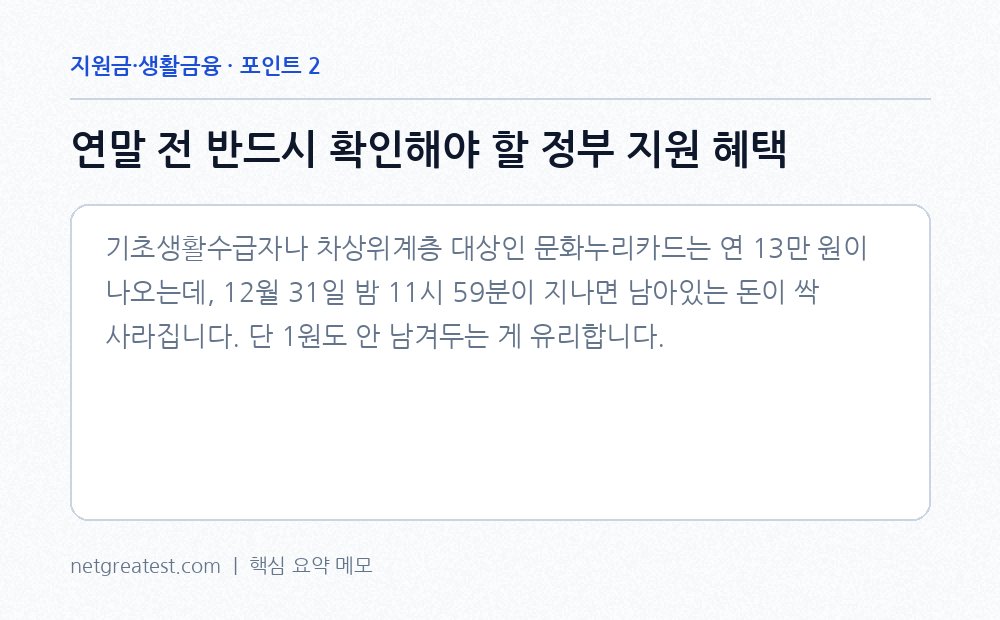 지원금·생활금융 · 포인트 2
연말 전 반드시 확인해야 할 정부 지원 혜택
기초생활수급자나 차상위계층 대상인 문화누리카드는 연 13만 원이
나오는데, 12월 31일 밤 11시 59분이 지나면 남아있는 돈이 싹
사라집니다. 단 1원도 안 남겨두는 게 유리합니다.
netgreatest.com | 핵심 요약 메모